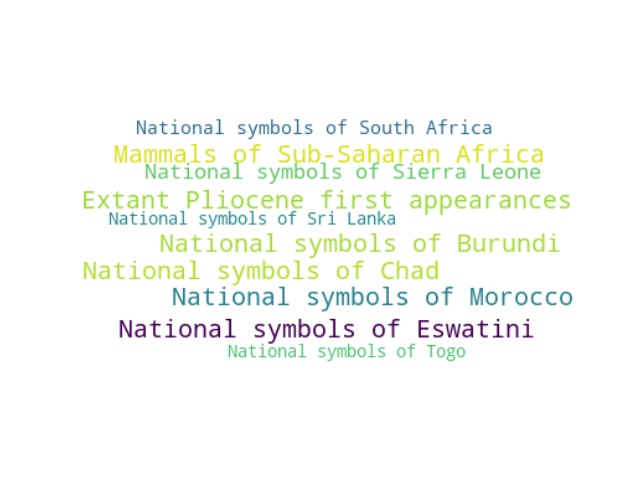 National symbols of South Africa
Mammals of Sub-Saharan Africa
National symbols of Sierra Leone
Extant Pliocene first appearances
National symbols of Sri Lanka
National symbols of Burundi
National symbols of Chad
National symbols of Morocco
National symbols of Eswatini
National symbols of Togo